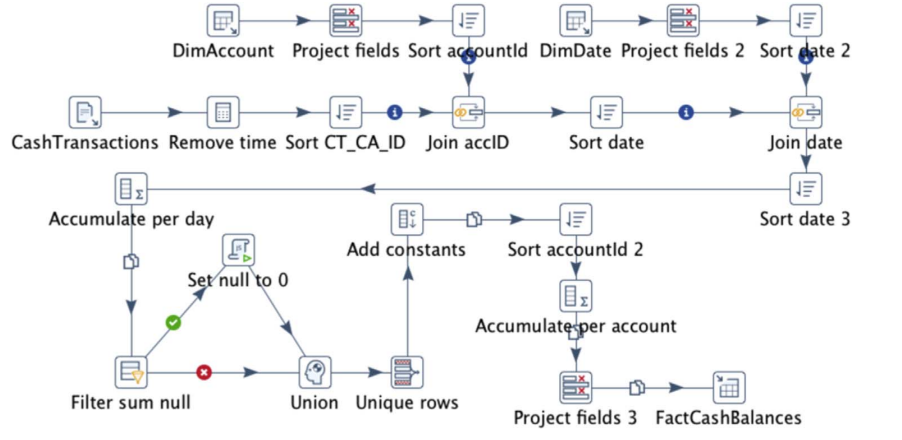 DimAccount
Project fields
Sort accountId
DimDate
Project fields 2
Sort date 2
CashTransactions
Remove time
Sort CT_CA_ID
Join accID
Sort date
Join date
Sort date 3
Accumulate per day
Add constants
Sort accountId 2
Set null to 0
Accumulate per account
Filter sum null
Union
Unique rows
Project fields 3
FactCashBalances